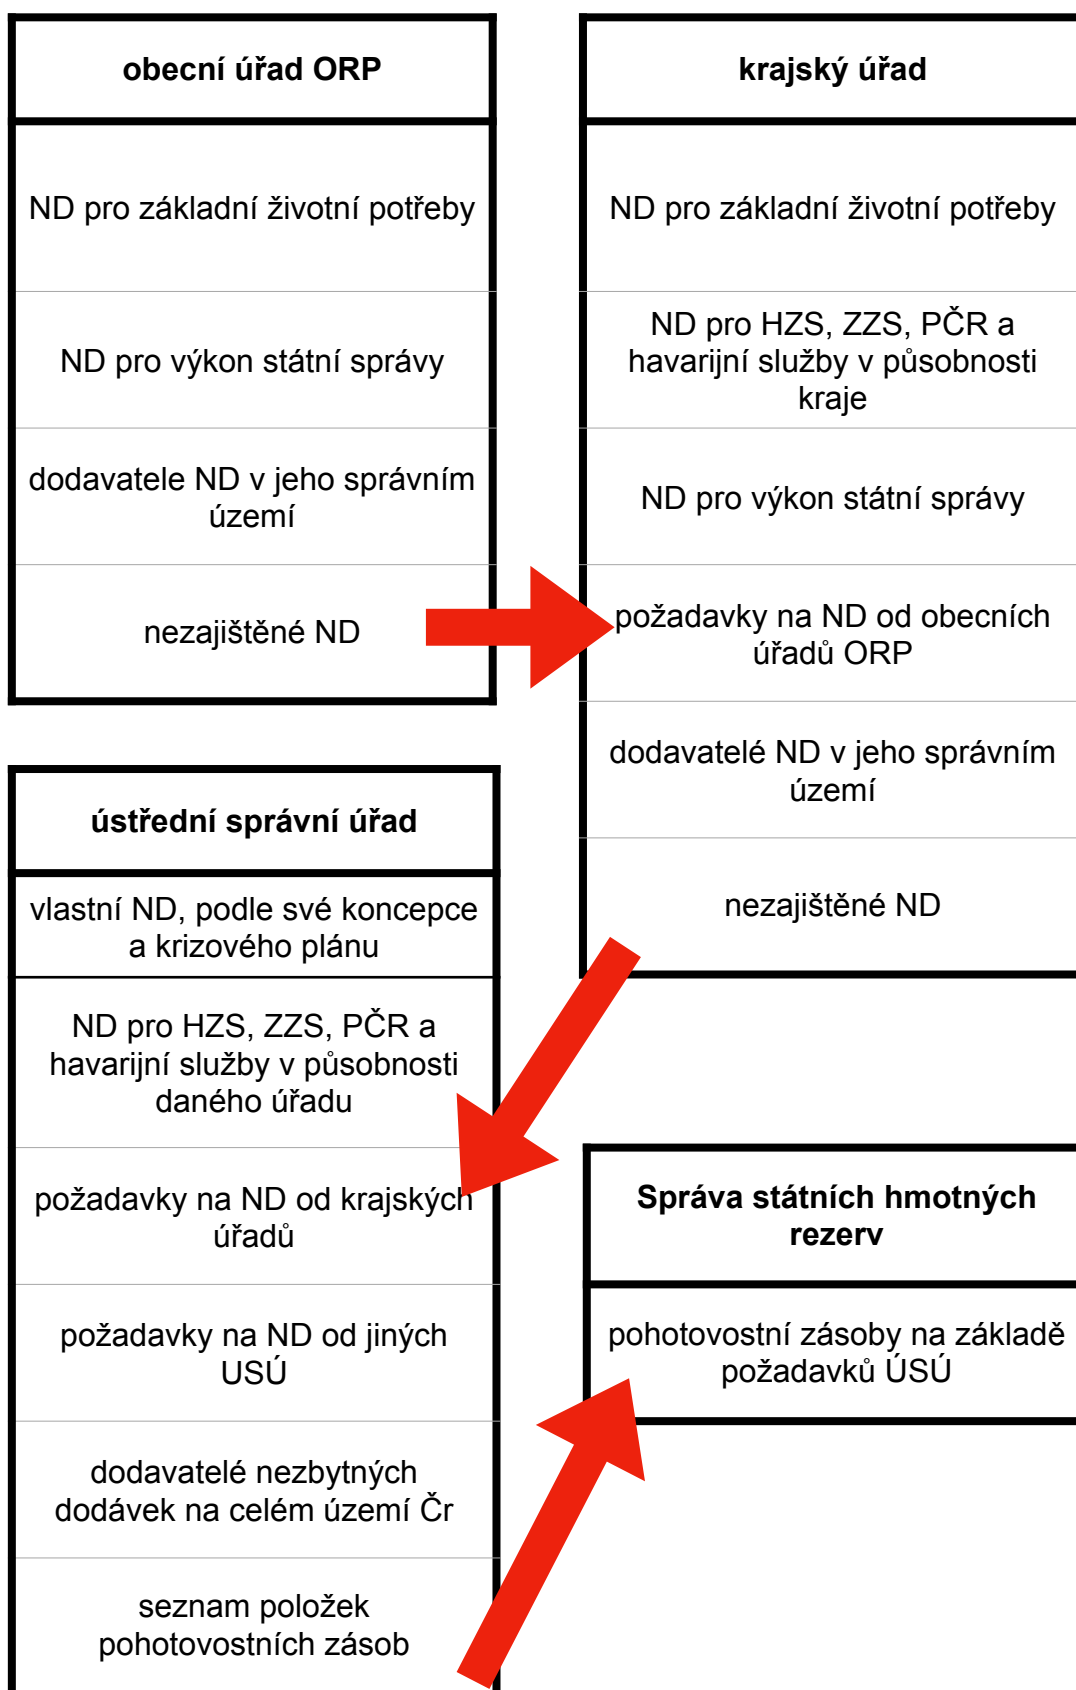 obecní úřad ORP
ND pro základní životní potřeby
ND pro výkon státní správy
dodavatele ND v jeho správním
území
nezajištěné ND
krajský úřad
ND pro základní životní potřeby
ND pro HZS, ZZS, PČR a
havarijní služby v působnosti
kraje
ND pro výkon státní správy
požadavky na ND od obecních
úřadů ORP
dodavatelé ND v jeho správním
území
nezajištěné ND
ústřední správní úřad
vlastní ND, podle své koncepce
a krizového plánu
ND pro HZS, ZZS, PČR a
havarijní služby v působnosti
daného úřadu
požadavky na ND od krajských
úřadů
požadavky na ND od jiných
USÚ
dodavatelé nezbytných
dodávek na celém území Čr
seznam položek
pohotovostních zásob
Správa státních hmotných
rezerv
pohotovostní zásoby na základě
požadavků ÚSÚ